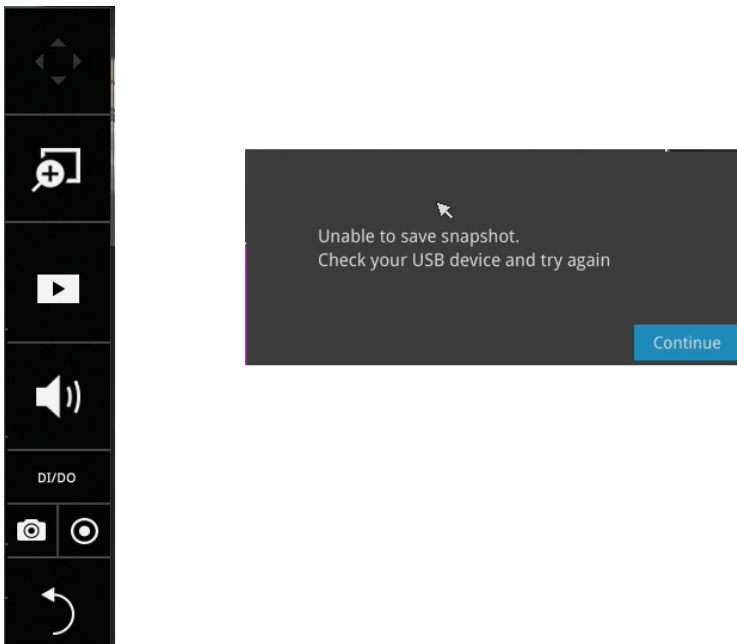 DI/DO
Unable to save snapshot.
Check your USB device and try again
Continue